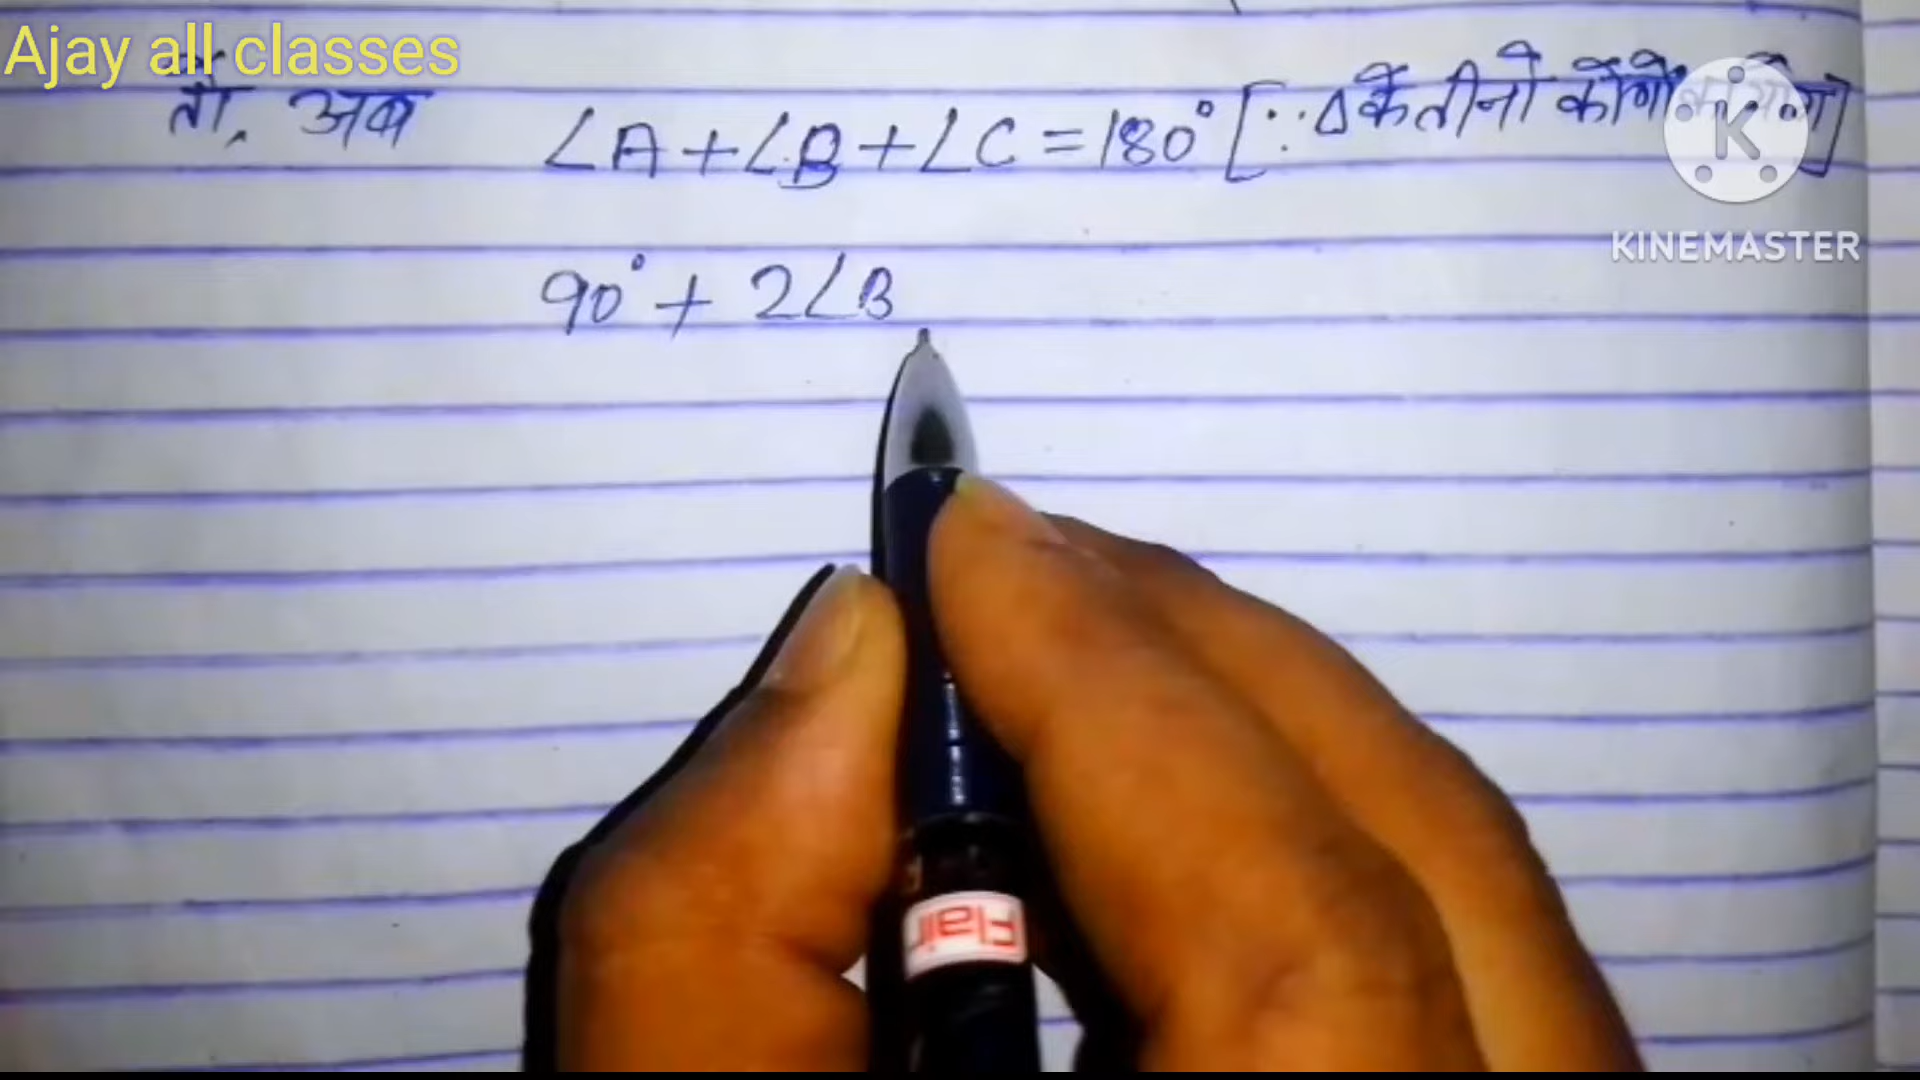 Ajay all classes
तो, अब ∠A+∠B+∠C=180° [∵Δ के तीनों कोणों का योग]
KINEMASTER
90°+2∠B
Flair